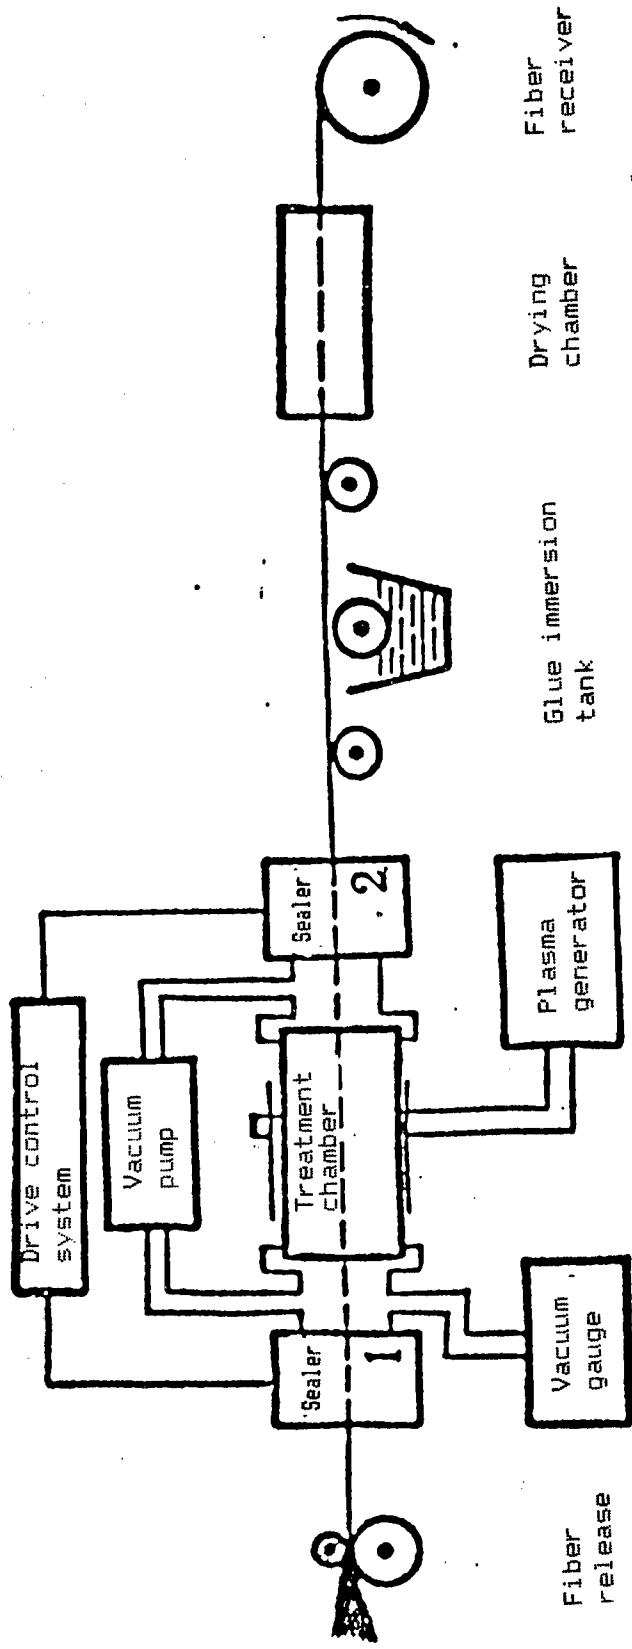 Drive control
system
Vacuum
pump
Sealer
1
Treatment
chamber
Sealer
2
Vacuum
gauge
Plasma
generator
Fiber
release
Glue immersion
tank
Drying
chamber
Fiber
receiver